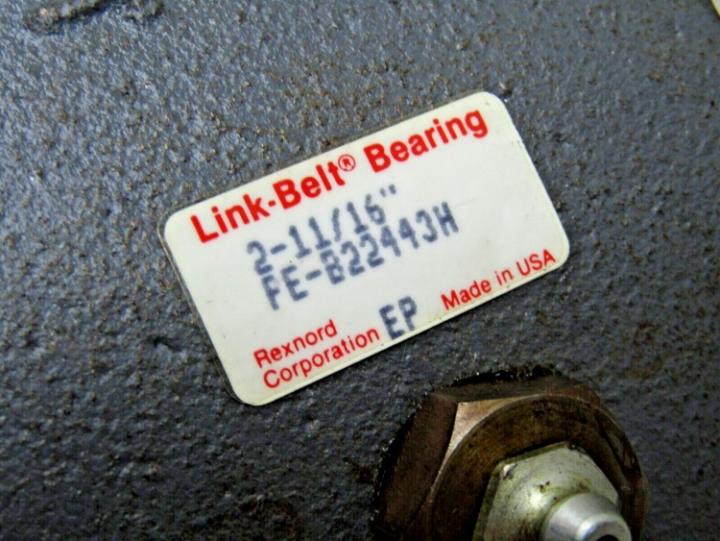 Link-Belt® Bearing
2-11/16"
FE-B22443H
Rexnord
Corporation EP Made in USA